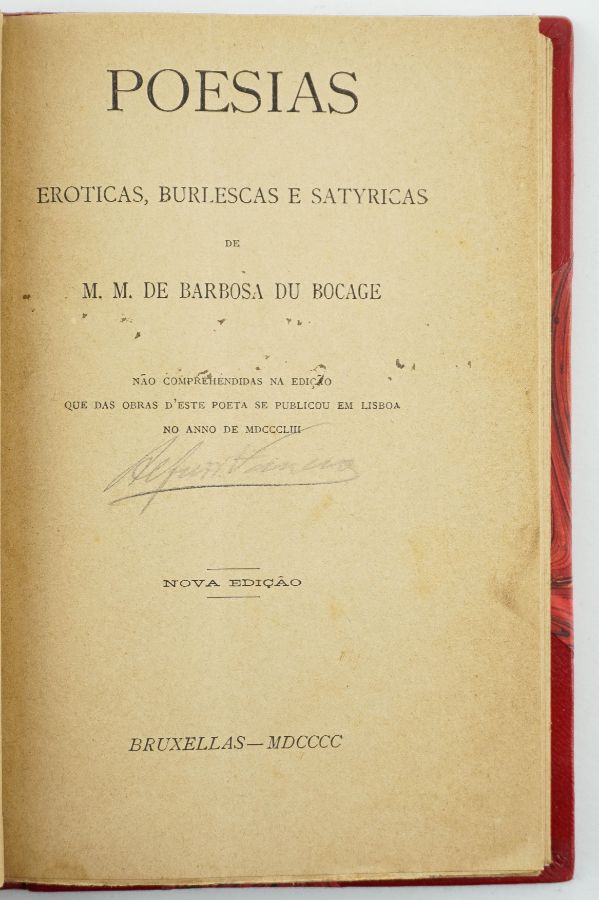 POESIAS
EROTICAS, BURLESCAS E SATYRICAS
DE
M. M. DE BARBOSA DU BOCAGE
NÃO COMPREHENDIDAS NA EDIÇÃO
QUE DAS OBRAS D'ESTE POETA SE PUBLICOU EM LISBOA
NO ANNO DE MDCCCLIII
NOVA EDIÇÃO
BRUXELLAS—MDCCCC